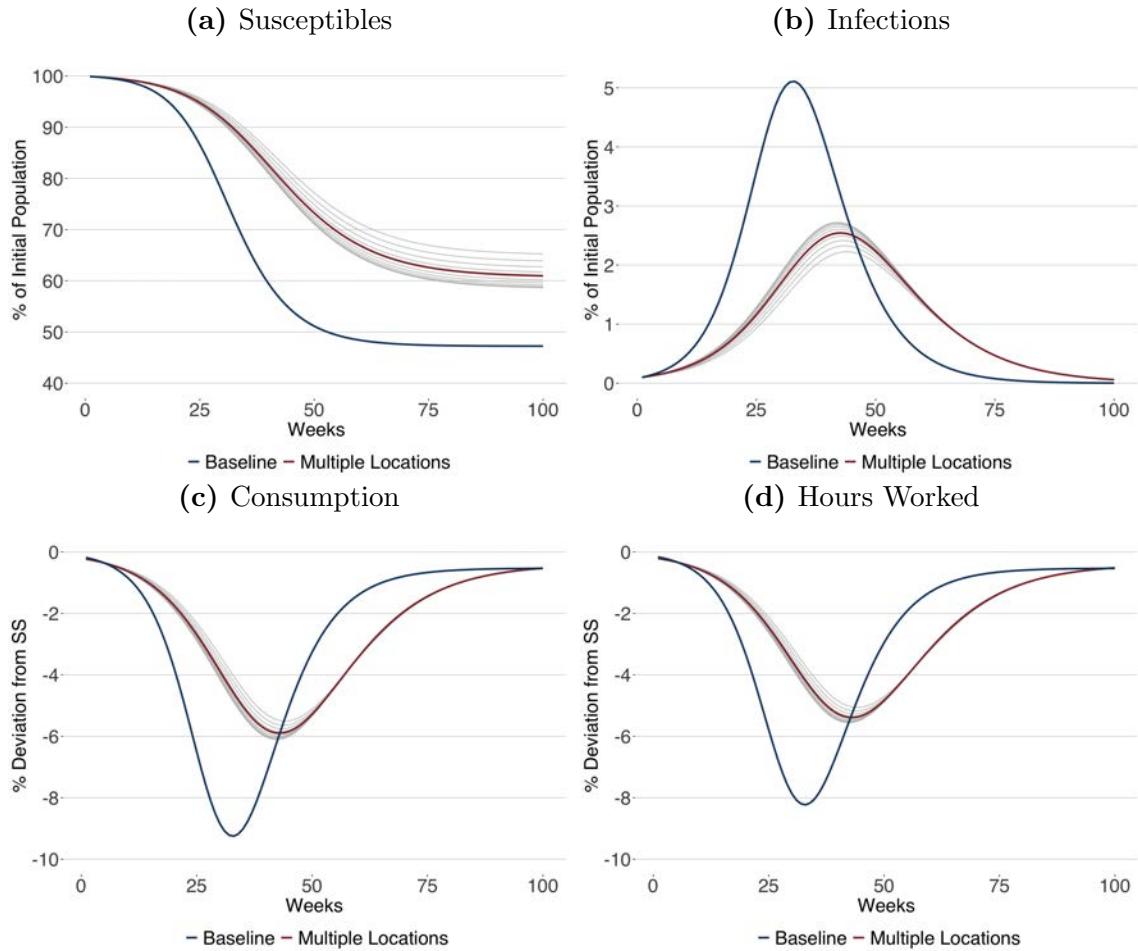 (a) Susceptibles
(b) Infections
% of Initial Population
100
90
80
70
60
50
40
0 25 50 75 100
Weeks
Baseline Multiple Locations
% of Initial Population
5
4
3
2
1
0
0 25 50 75 100
Weeks
Baseline Multiple Locations
(c) Consumption
(d) Hours Worked
% Deviation from SS
0
-2
-4
-6
-8
-10
0 25 50 75 100
Weeks
Baseline Multiple Locations
% Deviation from SS
0
-2
-4
-6
-8
-10
0 25 50 75 100
Weeks
Baseline Multiple Locations